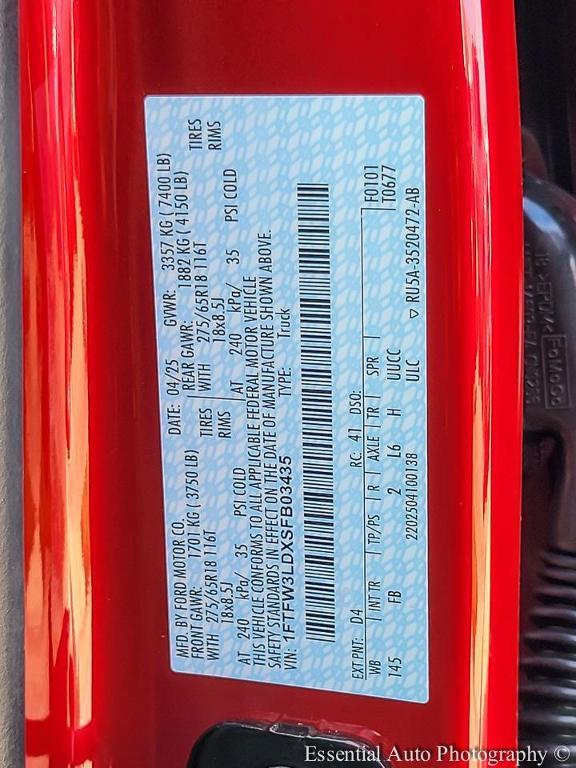 MFD. BY FORD MOTOR CO.
DATE: 04/25 GVWR: 3357 KG ( 7400 LB)
FRONT GAWR: 1701 KG ( 3750 LB) REAR GAWR: 1882 KG ( 4150 LB)
WITH 275/65R18 116T TIRES WITH 275/65R18 116T TIRES
18x8.5J RIMS 18x8.5J RIMS
AT 240 kPa/ 35 PSI COLD AT 240 kPa/ 35 PSI COLD
THIS VEHICLE CONFORMS TO ALL APPLICABLE FEDERAL MOTOR VEHICLE
SAFETY STANDARDS IN EFFECT ON THE DATE OF MANUFACTURE SHOWN ABOVE.
VIN: 1FTFW3LDXSFB03435 TYPE: Truck
EXT PNT: D4 RC: 41 DSO: F0101
WB INT TR TP/PS R AXLE TR SPR T0677
145 FB 2 L6 H UUCC
2202504100138 ULC ▽ RU5A-3520472-AB
FoMoCo
Essential Auto Photography ©